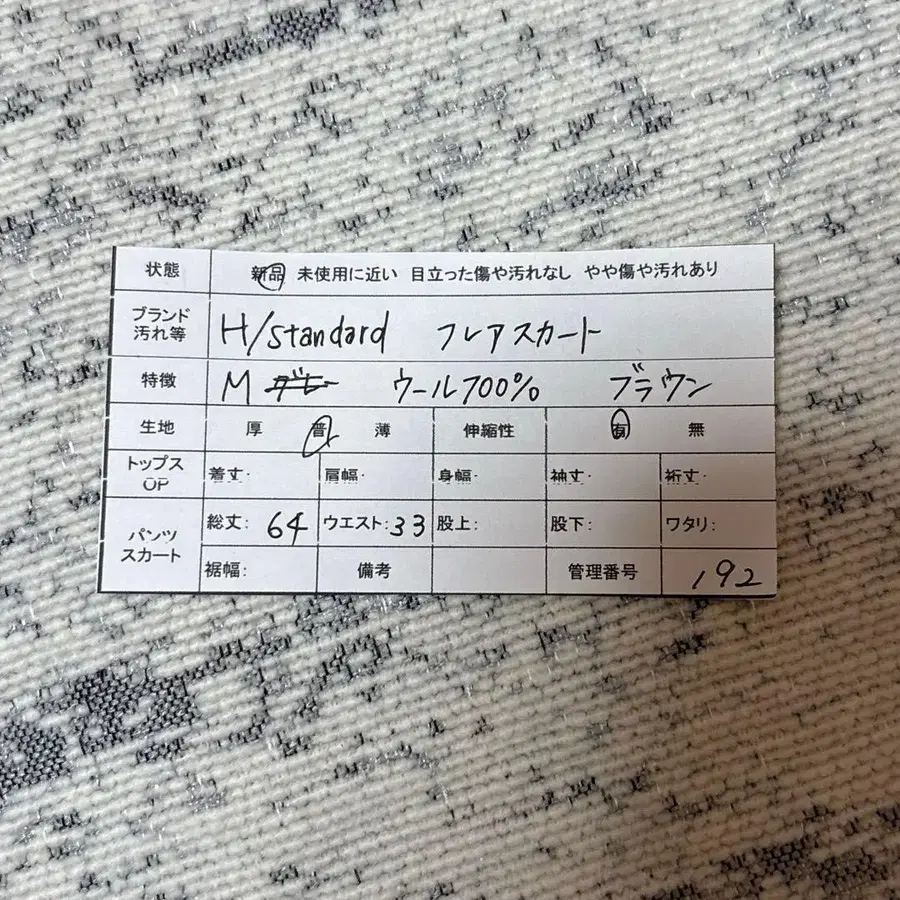 状態 新品 未使用に近い 目立った傷や汚れなし やや傷や汚れあり
ブランド 汚れ等 H/standard フレアスカート
特徴 M ウール100% ブラウン
生地 厚 普 薄 伸縮性 有 無
トップス OP 着丈: 肩幅: 身幅: 袖丈: 裄丈:
パンツ スカート 総丈: 64 ウエスト: 33 股上: 股下: ワタリ:
裾幅: 備考 管理番号 192